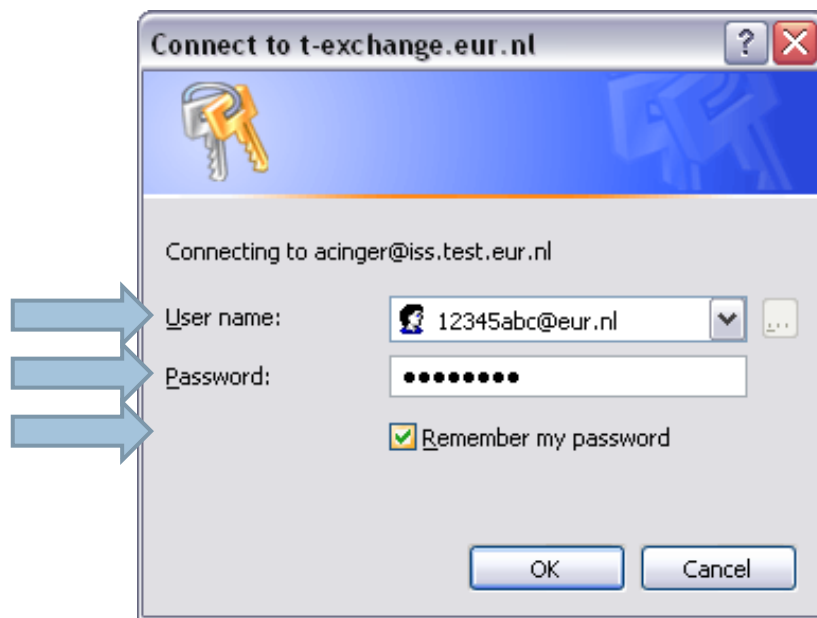 Connect to t-exchange.eur.nl
Connecting to acinger@iss.test.eur.nl
User name: 12345abc@eur.nl ...
Password: ••••••••
Remember my password
OK Cancel